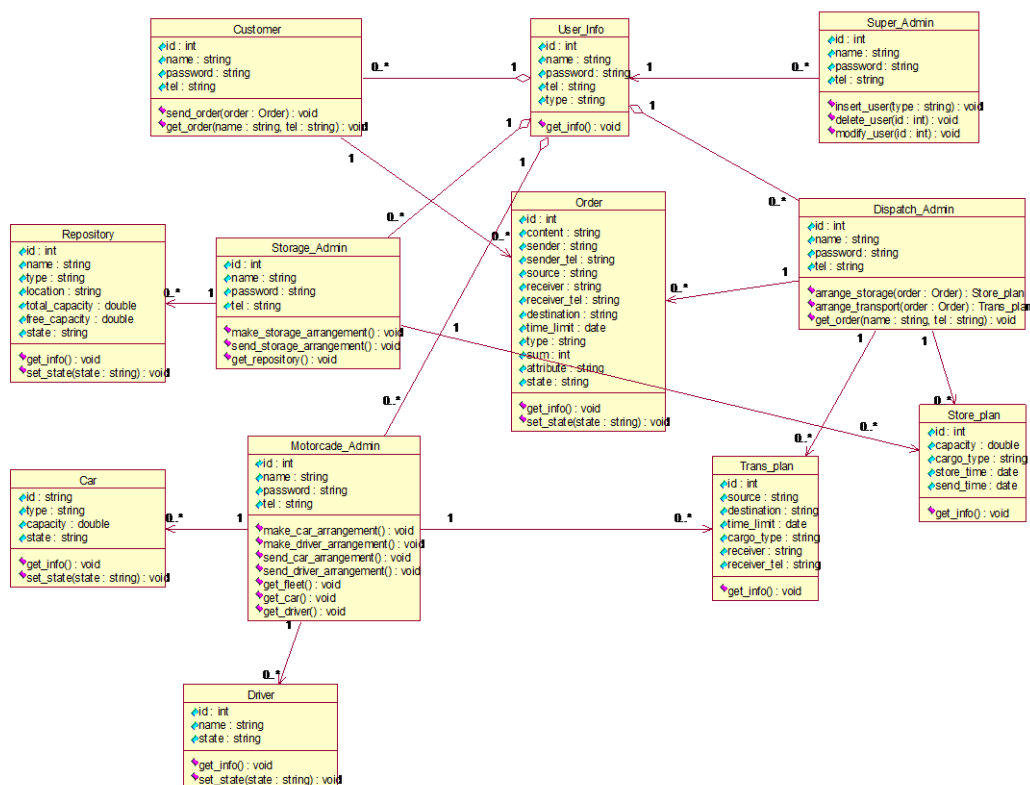 Customer
id : int
name : string
password : string
tel : string
send_order(order : Order) : void
get_order(name : string, tel : string) : void
User_Info
id : int
name : string
password : string
tel : string
type : string
get_info() : void
Super_Admin
id : int
name : string
password : string
tel : string
insert_user(type : string) : void
delete_user(id : int) : void
modify_user(id : int) : void
0..*
1
1
0..*
1
1
1
1
0..*
0..*
0..*
Repository
id : int
name : string
type : string
location : string
total_capacity : double
free_capacity : double
state : string
get_info() : void
set_state(state : string) : void
0..*
1
Storage_Admin
id : int
name : string
password : string
tel : string
make_storage_arrangement() : void
send_storage_arrangement() : void
get_repository() : void
1
Order
id : int
content : string
sender : string
sender_tel : string
source : string
receiver : string
receiver_tel : string
destination : string
time_limit : date
type : string
sum : int
attribute : string
state : string
get_info() : void
set_state(state : string) : void
0..*
1
Dispatch_Admin
id : int
name : string
password : string
tel : string
arrange_storage(order : Order) : Store_plan
arrange_transport(order : Order) : Trans_plan
get_order(name : string, tel : string) : void
1
1
0..*
0..*
0..*
0..*
Store_plan
id : int
capacity : double
cargo_type : string
store_time : date
send_time : date
get_info() : void
Motorcade_Admin
id : int
name : string
password : string
tel : string
make_car_arrangement() : void
make_driver_arrangement() : void
send_car_arrangement() : void
send_driver_arrangement() : void
get_fleet() : void
get_car() : void
get_driver() : void
Trans_plan
id : int
source : string
destination : string
time_limit : date
cargo_type : string
receiver : string
receiver_tel : string
get_info() : void
Car
id : string
type : string
capacity : double
state : string
get_info() : void
set_state(state : string) : void
0..*
1
1
0..*
1
0..*
Driver
id : int
name : string
state : string
get_info() : void
set_state(state : string) : void